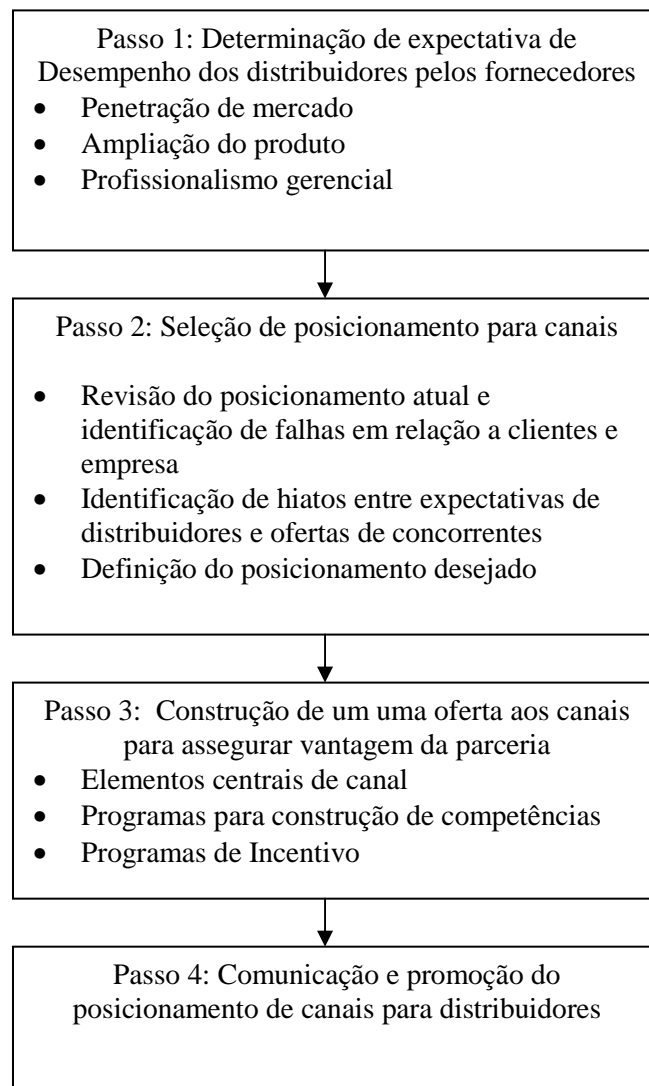 Passo 1: Determinação de expectativa de
Desempenho dos distribuidores pelos fornecedores
• Penetração de mercado
• Ampliação do produto
• Profissionalismo gerencial
Passo 2: Seleção de posicionamento para canais
• Revisão do posicionamento atual e
identificação de falhas em relação a clientes e
empresa
• Identificação de hiatos entre expectativas de
distribuidores e ofertas de concorrentes
• Definição do posicionamento desejado
Passo 3: Construção de um uma oferta aos canais
para assegurar vantagem da parceria
• Elementos centrais de canal
• Programas para construção de competências
• Programas de Incentivo
Passo 4: Comunicação e promoção do
posicionamento de canais para distribuidores